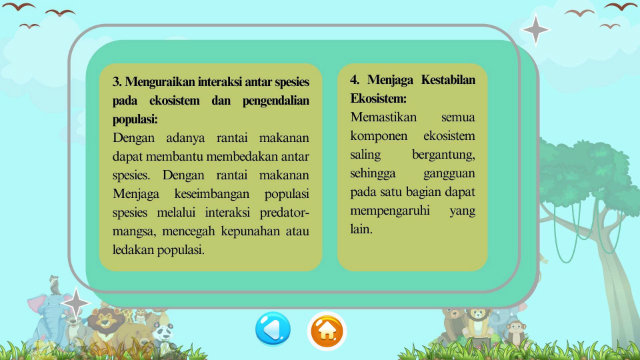 3. Menguraikan interaksi antar spesies
pada ekosistem dan pengendalian
populasi:
Dengan adanya rantai makanan
dapat membantu membedakan antar
spesies. Dengan rantai makanan
Menjaga keseimbangan populasi
spesies melalui interaksi predator-
mangsa, mencegah kepunahan atau
ledakan populasi.
4. Menjaga Kestabilan
Ekosistem:
Memastikan semua
komponen ekosistem
saling bergantung,
sehingga gangguan
pada satu bagian dapat
mempengaruhi yang
lain.